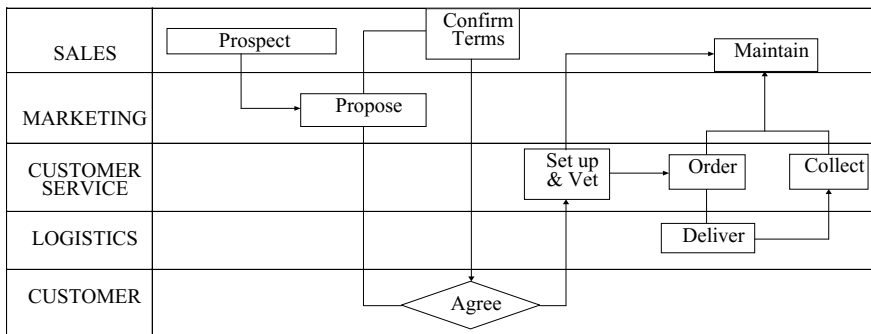 SALES
Prospect
Confirm
Terms
Maintain
MARKETING
Propose
CUSTOMER
SERVICE
Set up
& Vet
Order
Collect
LOGISTICS
Deliver
CUSTOMER
Agree